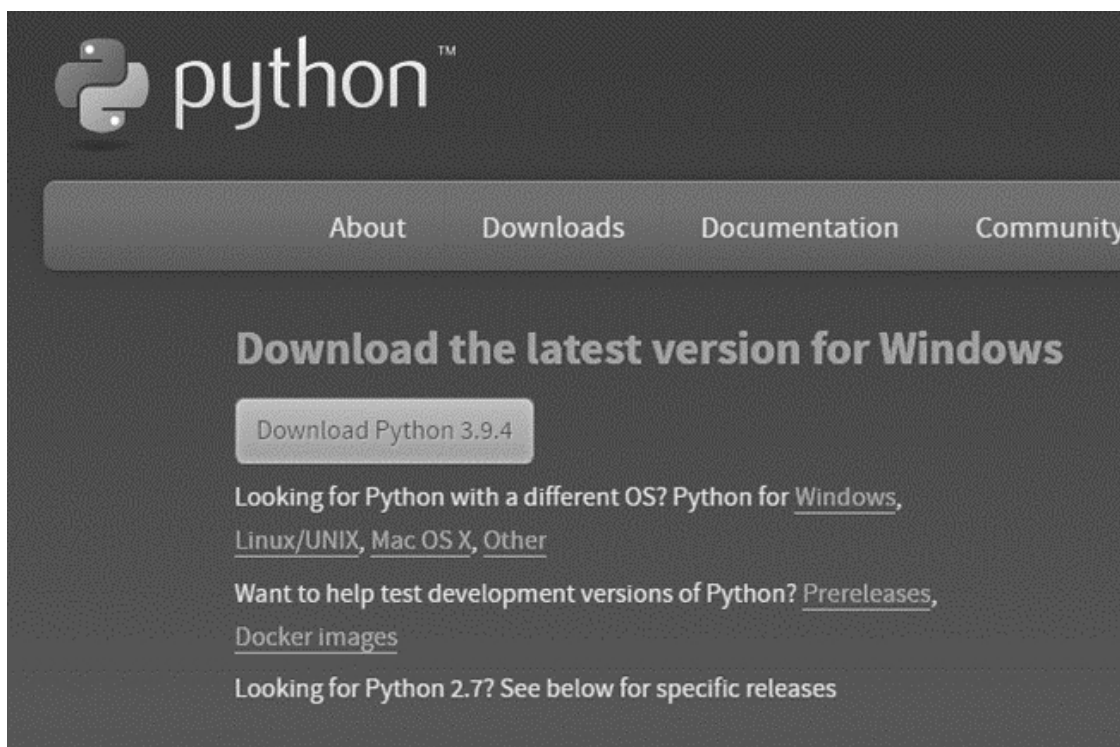 python™
About Downloads Documentation Community
Download the latest version for Windows
Download Python 3.9.4
Looking for Python with a different OS? Python for Windows,
Linux/UNIX, Mac OS X, Other
Want to help test development versions of Python? Prereleases,
Docker images
Looking for Python 2.7? See below for specific releases